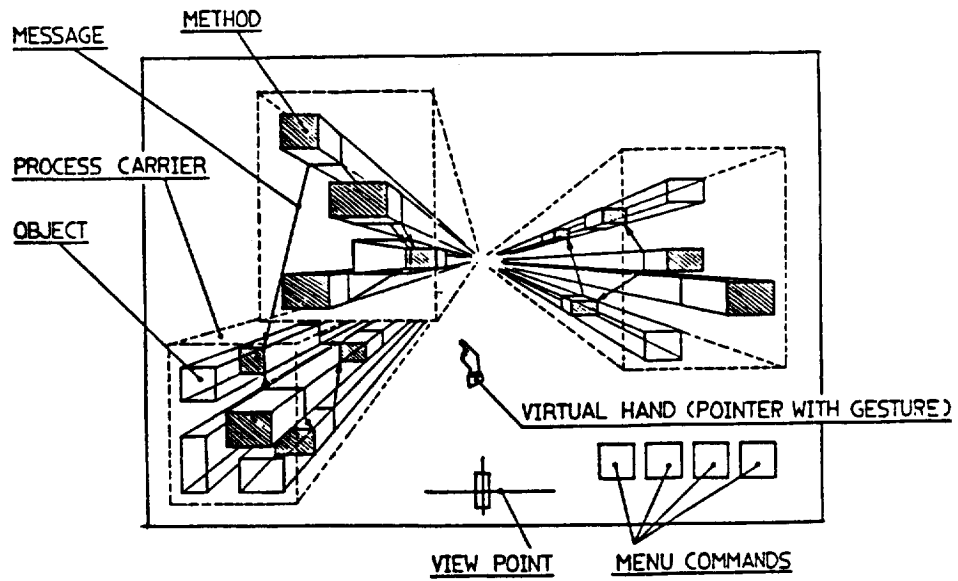 METHOD
MESSAGE
PROCESS CARRIER
OBJECT
VIRTUAL HAND (POINTER WITH GESTURE)
VIEW POINT
MENU COMMANDS